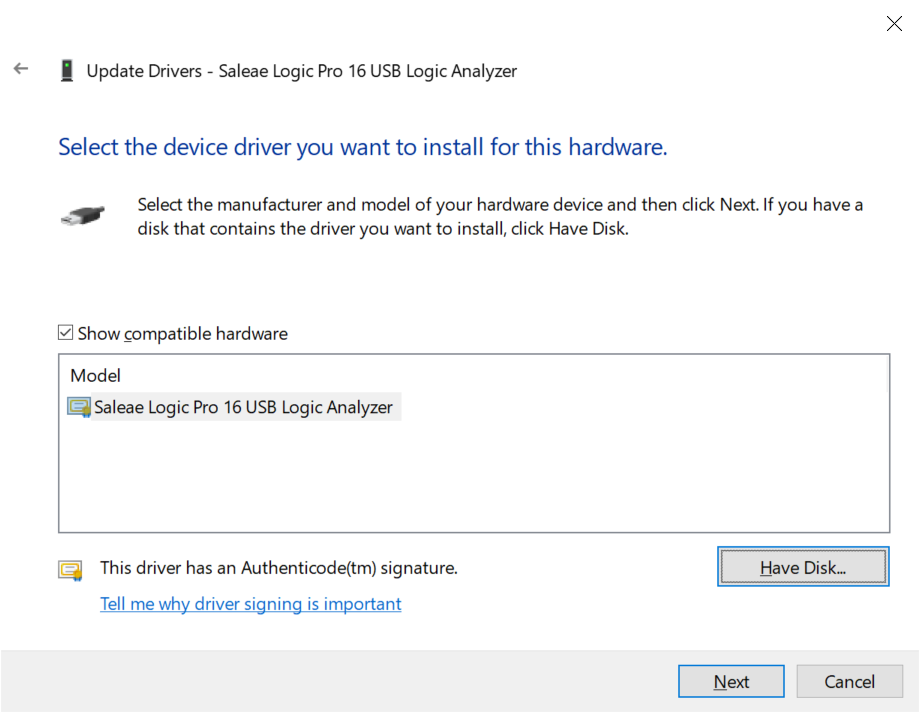 Update Drivers - Saleae Logic Pro 16 USB Logic Analyzer
Select the device driver you want to install for this hardware.
Select the manufacturer and model of your hardware device and then click Next. If you have a
disk that contains the driver you want to install, click Have Disk.
Show compatible hardware
Model
Saleae Logic Pro 16 USB Logic Analyzer
This driver has an Authenticode(tm) signature.
Have Disk...
Tell me why driver signing is important
Next
Cancel